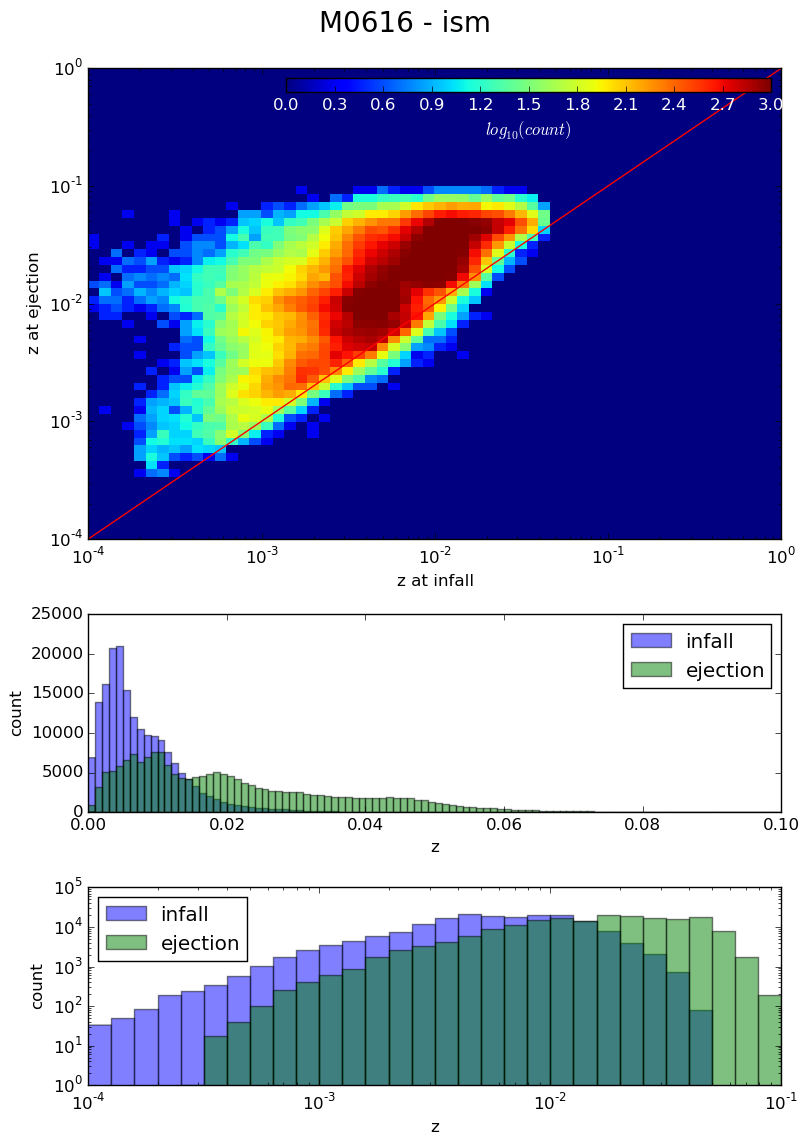 M0616 - ism
10^0
10^-1
10^-2
10^-3
10^-4
z at ejection
0.0 0.3 0.6 0.9 1.2 1.5 1.8 2.1 2.4 2.7 3.0
log_10(count)
10^-4 10^-3 10^-2 10^-1 10^0
z at infall
25000
20000
15000
10000
5000
0
count
infall
ejection
0.00 0.02 0.04 0.06 0.08 0.10
z
10^5
10^4
10^3
10^2
10^1
10^0
count
infall
ejection
10^-4 10^-3 10^-2 10^-1
z